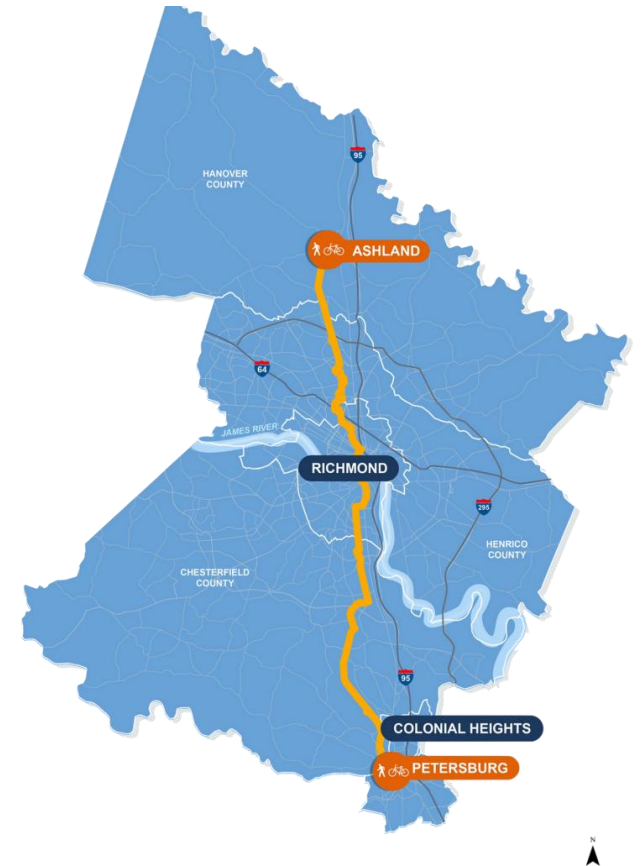 95
HANOVER
COUNTY
ASHLAND
64
JAMES RIVER
RICHMOND
295
HENRICO
COUNTY
CHESTERFIELD
COUNTY
95
COLONIAL HEIGHTS
PETERSBURG
N